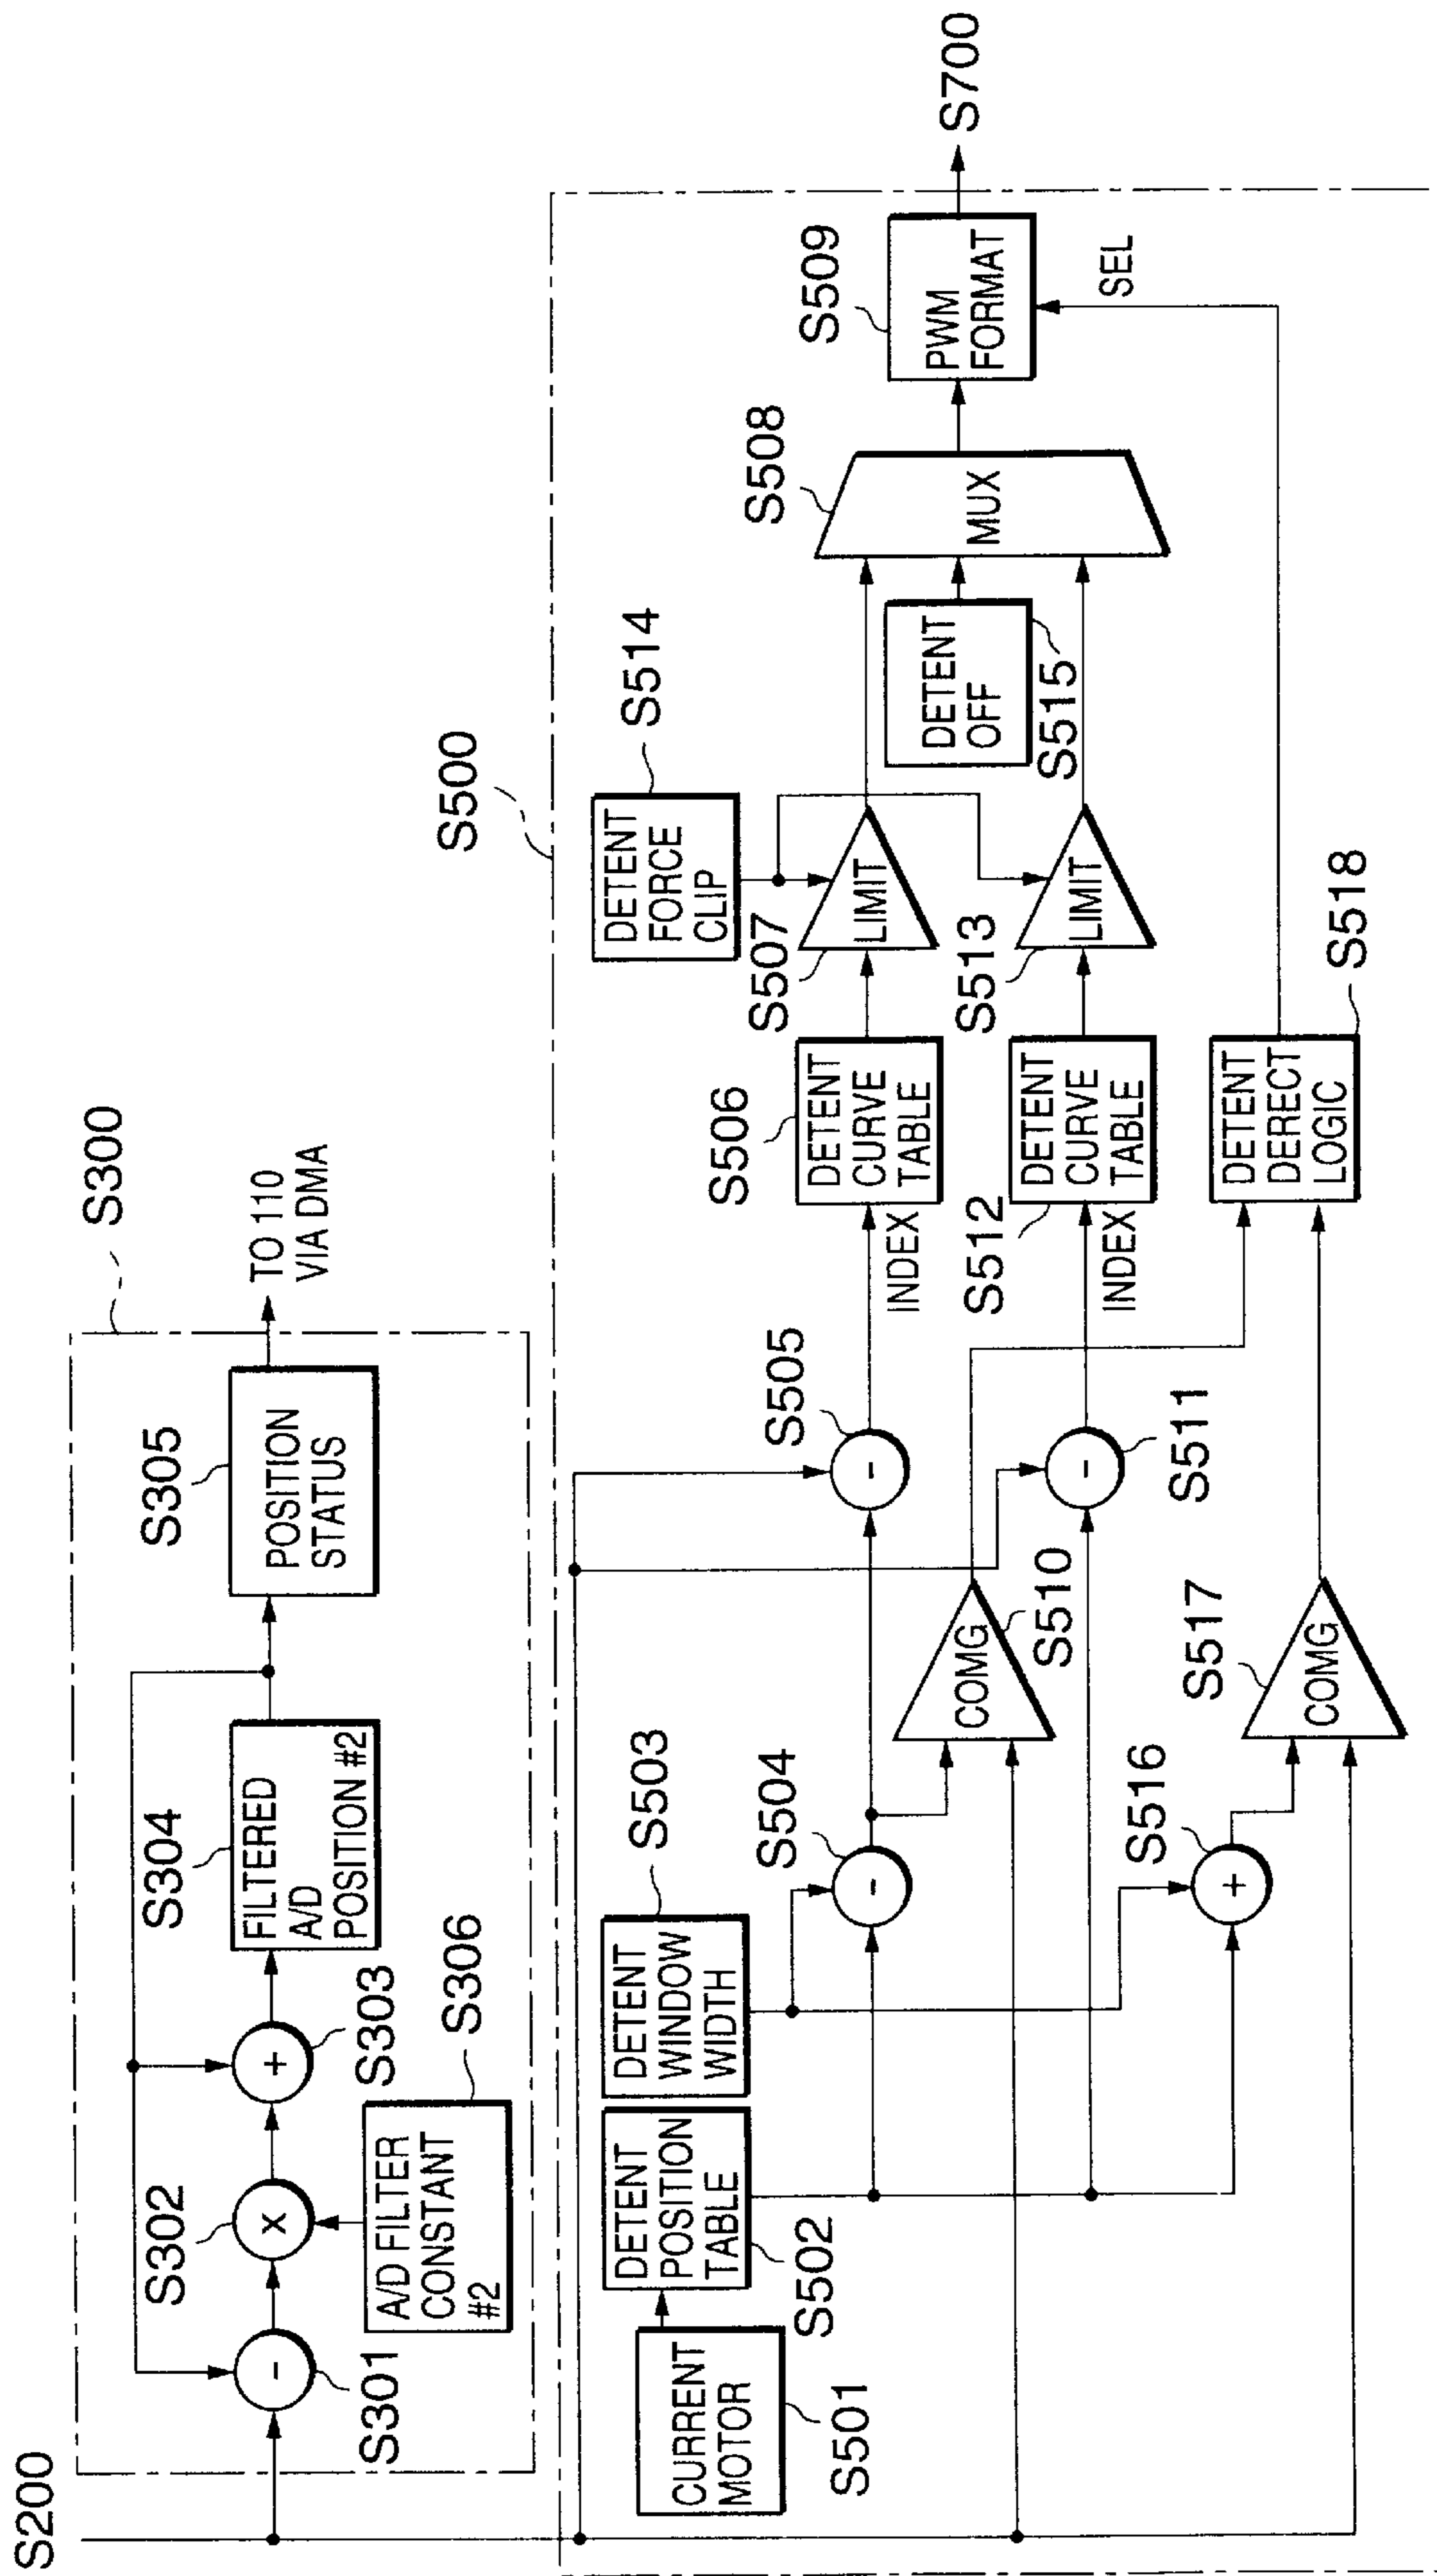 S200
S300
S301
S302
S303
S304
S305
S306
-
x
+
FILTERED
A/D
POSITION #2
POSITION
STATUS
A/D FILTER
CONSTANT
#2
TO 110
VIA DMA
S500
CURRENT
MOTOR
S501
DETENT
POSITION
TABLE
S502
DETENT
WINDOW
WIDTH
S503
-
S504
-
S505
INDEX
DETENT
CURVE
TABLE
S506
LIMIT
S507
DETENT
FORCE
CLIP
S514
MUX
S508
PWM
FORMAT
S509
S700
SEL
COMG
S510
-
S511
INDEX
DETENT
CURVE
TABLE
S512
LIMIT
S513
DETENT
OFF
S515
+
S516
COMG
S517
DETENT
DERECT
LOGIC
S518